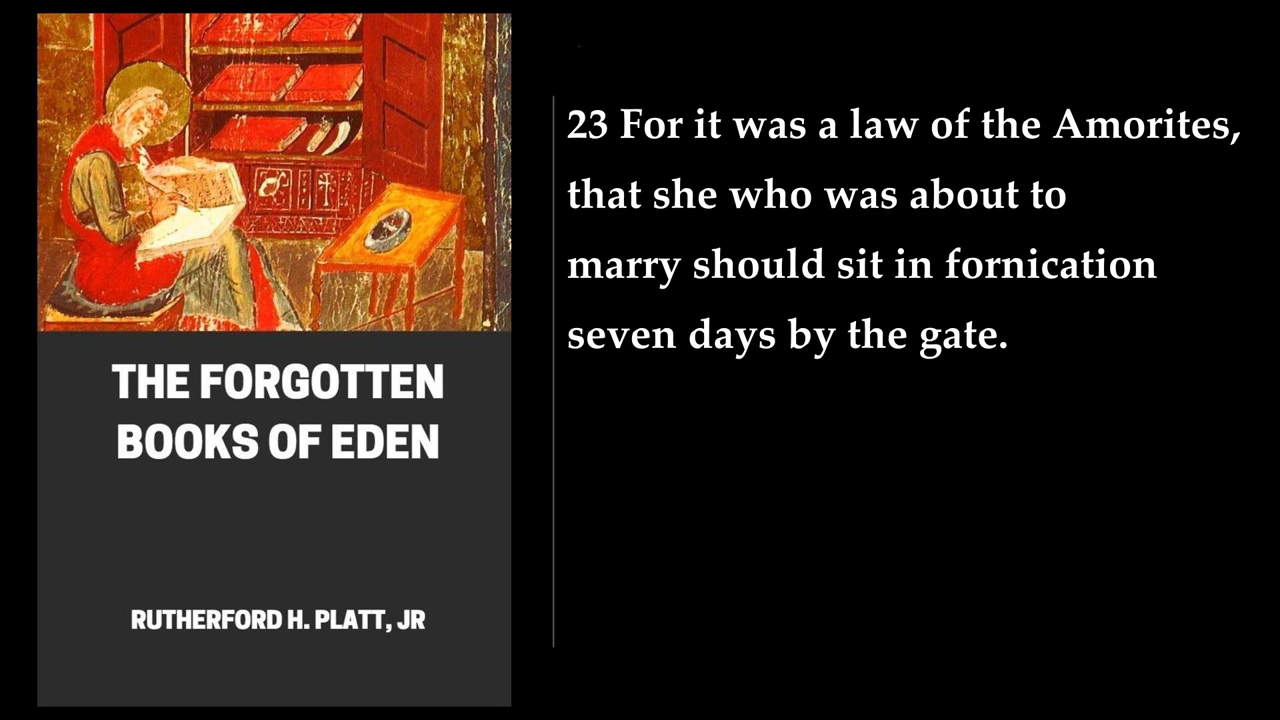 THE FORGOTTEN
BOOKS OF EDEN
RUTHERFORD H. PLATT, JR
23 For it was a law of the Amorites,
that she who was about to
marry should sit in fornication
seven days by the gate.